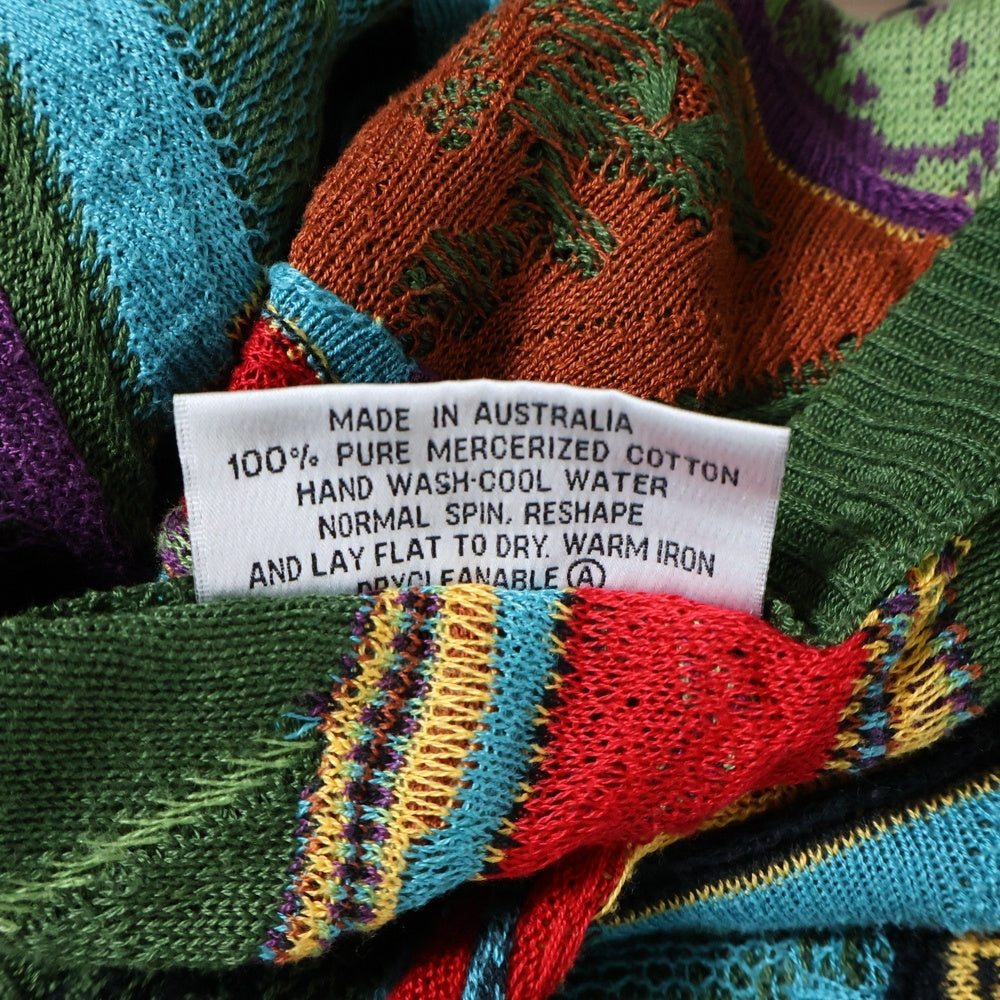 MADE IN AUSTRALIA
100% PURE MERCERIZED COTTON
HAND WASH-COOL WATER
NORMAL SPIN. RESHAPE
AND LAY FLAT TO DRY. WARM IRON
DRYCLEANABLE Ⓐ